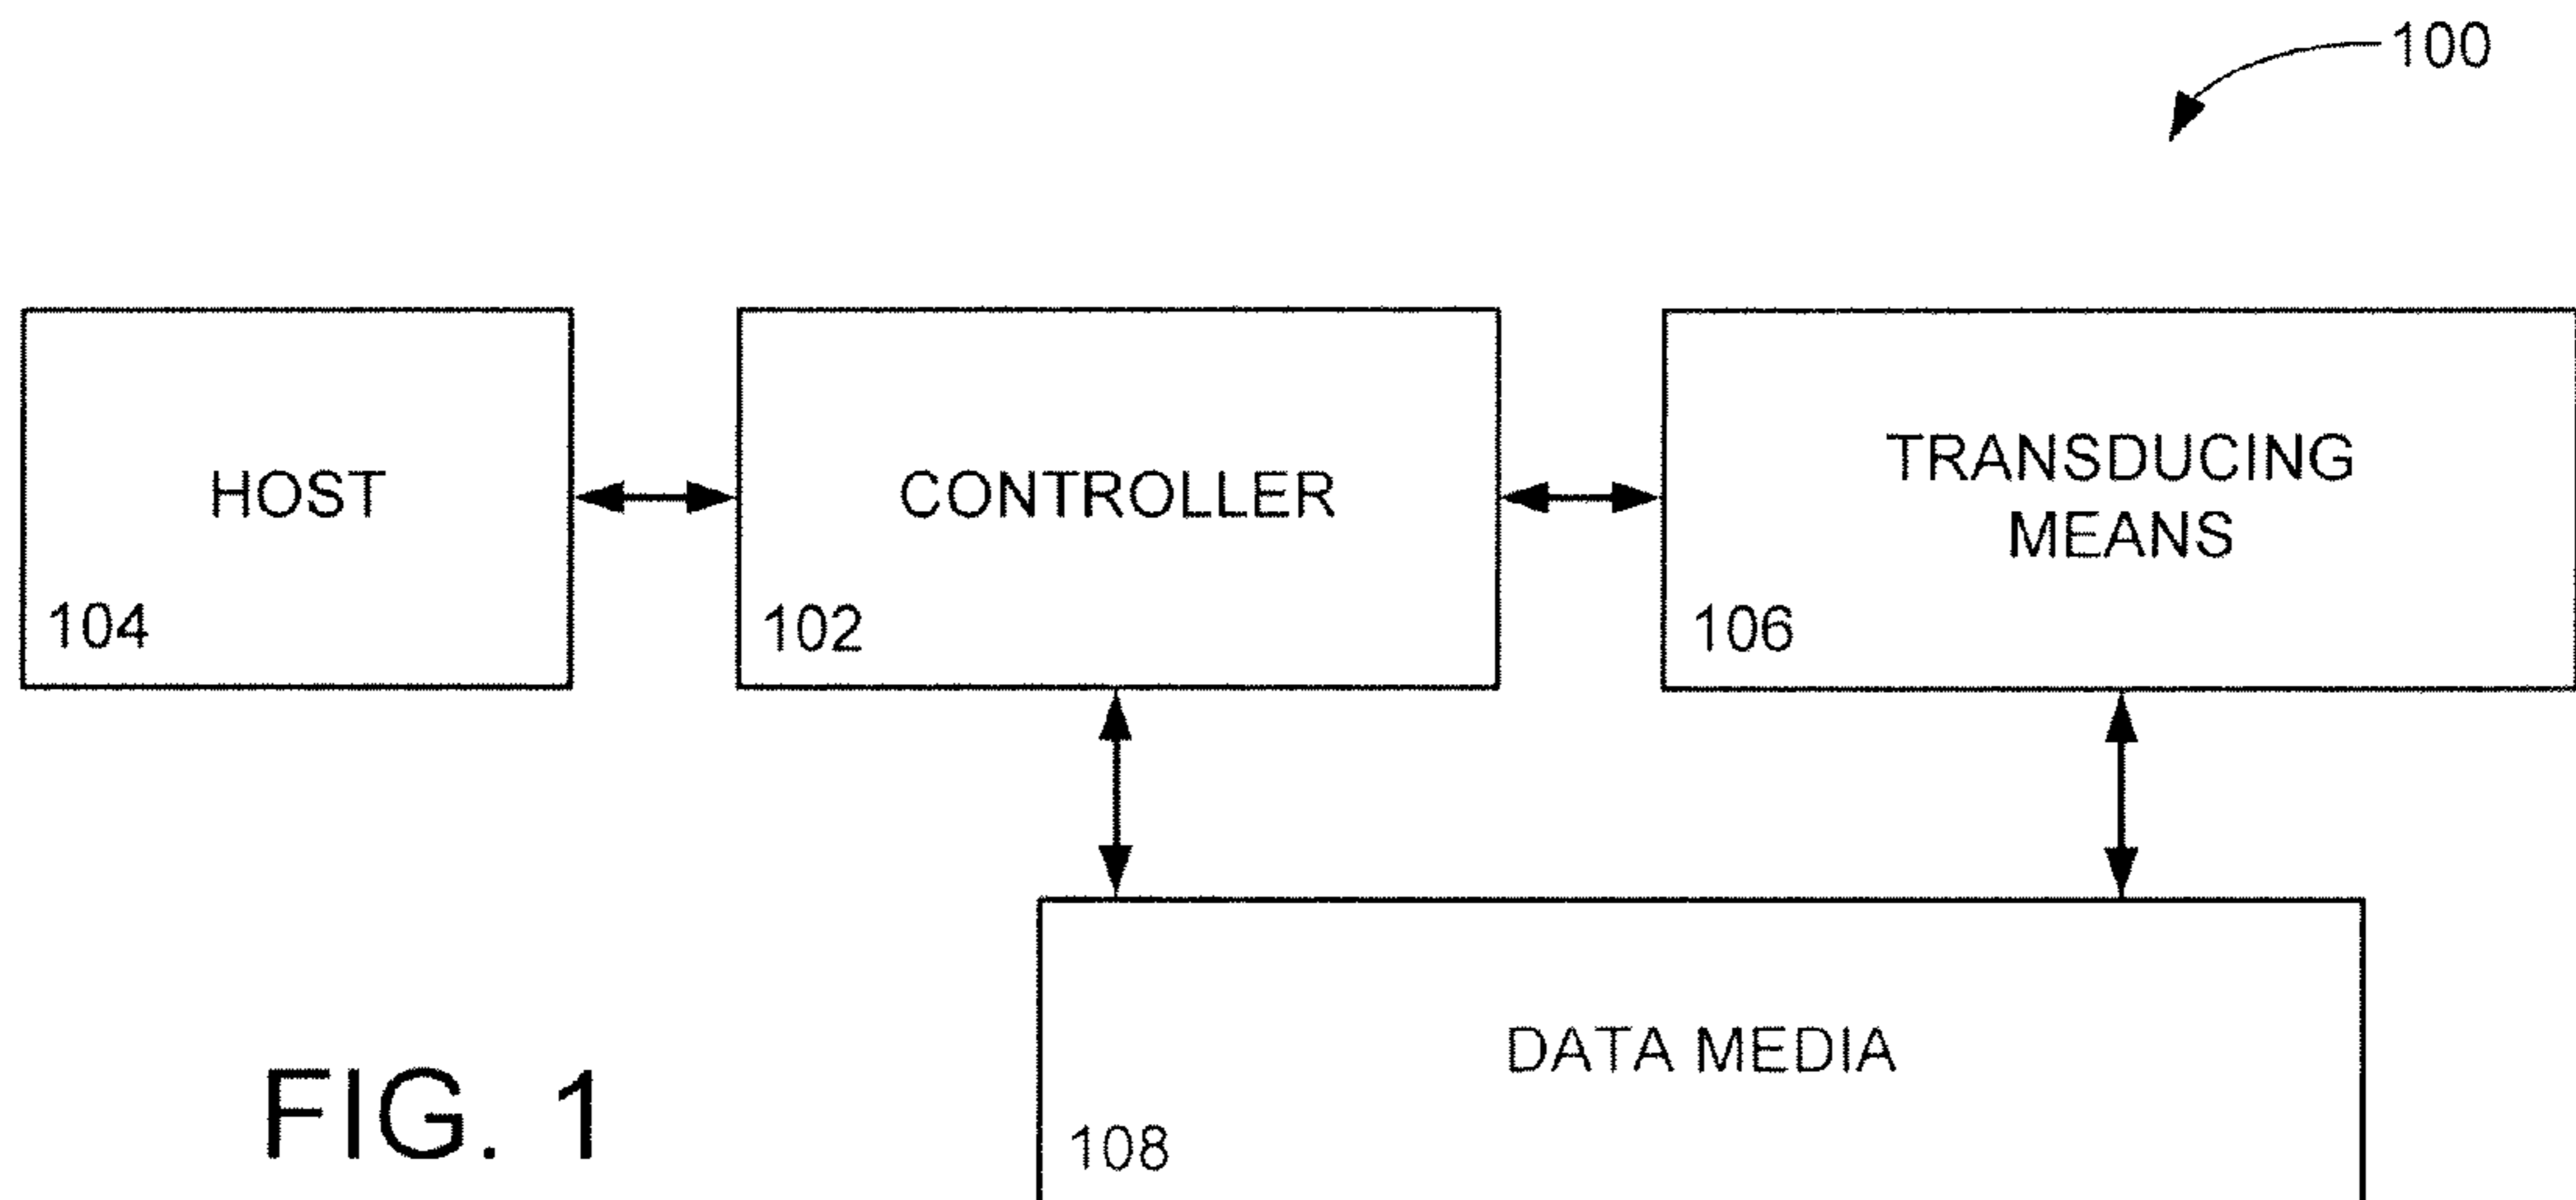 100
HOST
104
CONTROLLER
102
TRANSDUCING
MEANS
106
DATA MEDIA
108
FIG. 1